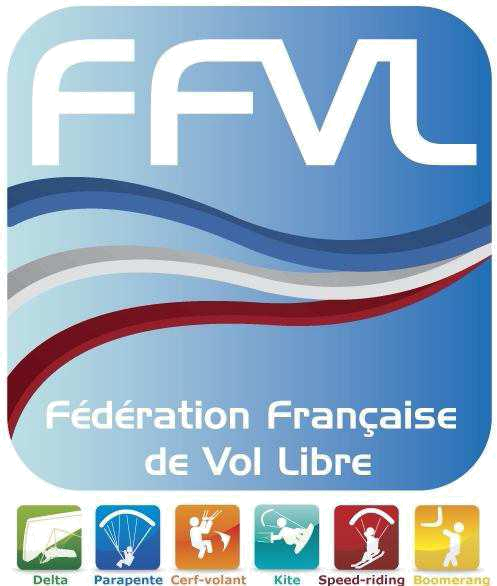 FFVL
Fédération Française
de Vol Libre
Delta Parapente Cerf-volant Kite Speed-riding Boomerang